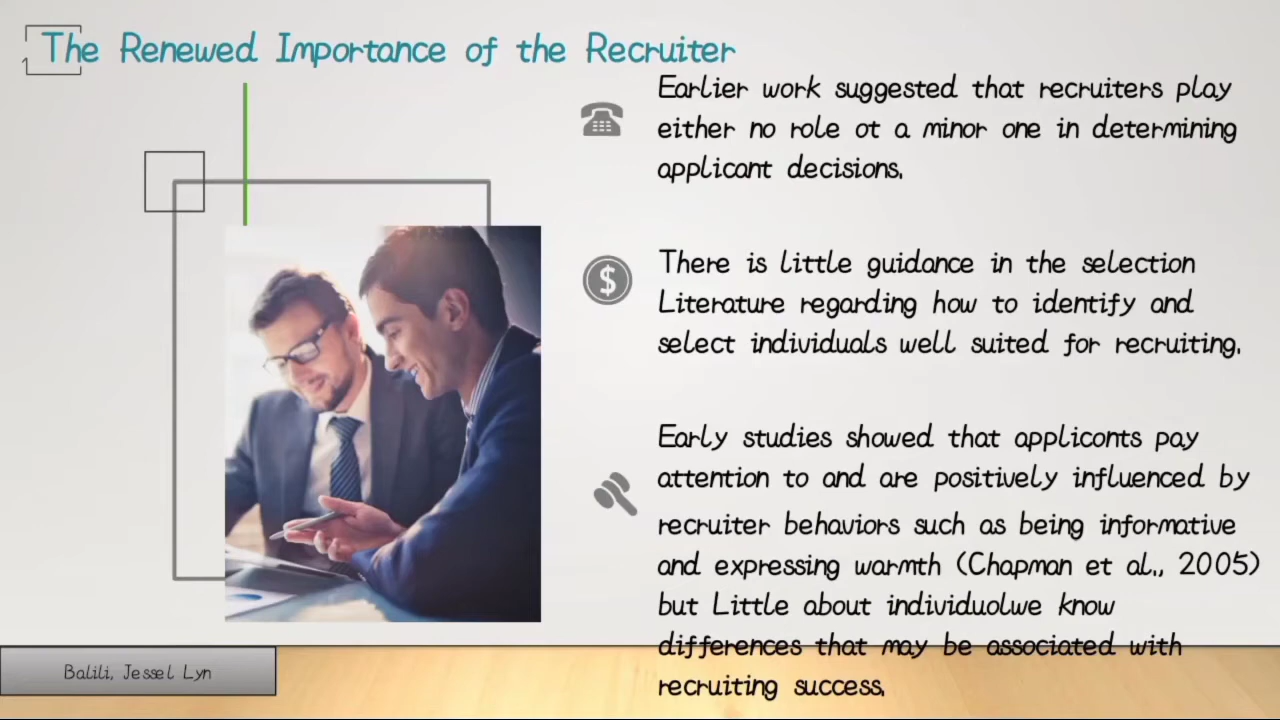 The Renewed Importance of the Recruiter
Earlier work suggested that recruiters play
either no role ot a minor one in determining
applicant decisions.
There is little guidance in the selection
Literature regarding how to identify and
select individuals well suited for recruiting.
Early studies showed that appliconts pay
attention to and are positively influenced by
recruiter behaviors such as being informative
and expressing warmth (Chapman et al., 2005)
but Little about individuolwe know
differences that may be associated with
recruiting success.
Balili, Jessel Lyn